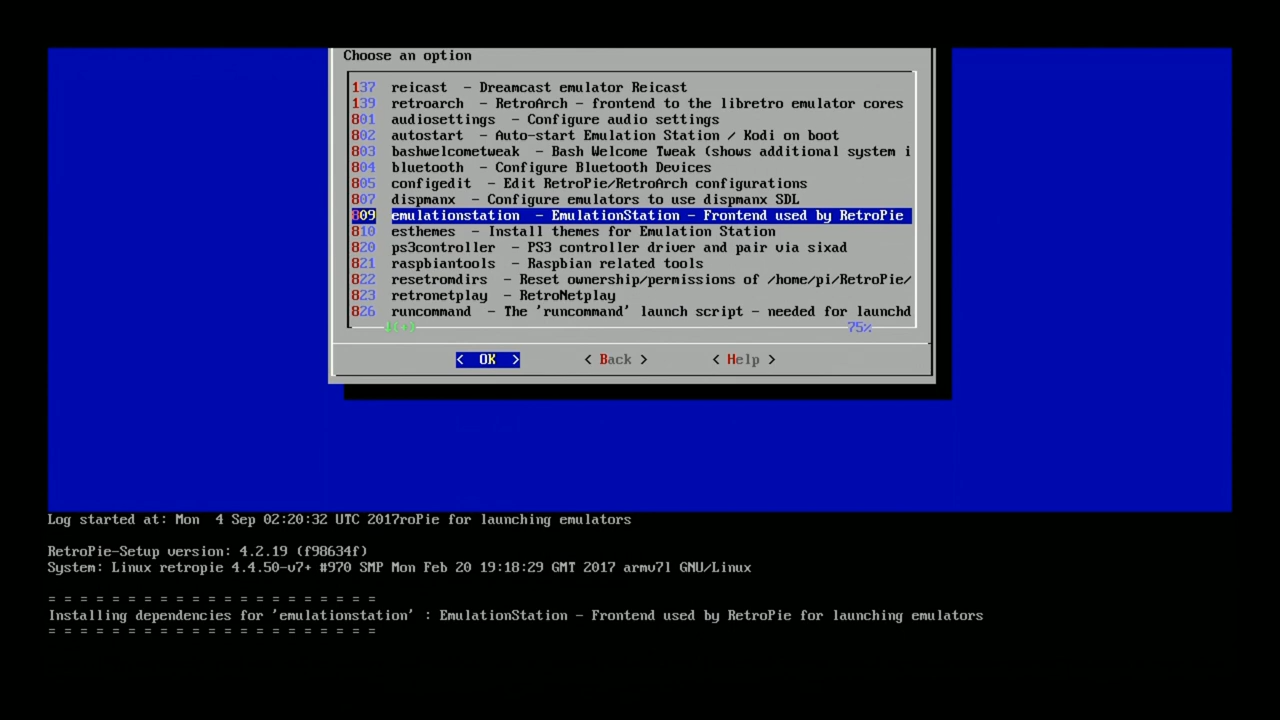 Choose an option
137 reicast - Dreamcast emulator Reicast
139 retroarch - RetroArch - frontend to the libretro emulator cores
801 audiosettings - Configure audio settings
802 autostart - Auto-start Emulation Station / Kodi on boot
803 bashwelcometweak - Bash Welcome Tweak (shows additional system i
804 bluetooth - Configure Bluetooth Devices
805 configedit - Edit RetroPie/RetroArch configurations
807 dispmanx - Configure emulators to use dispmanx SDL
809 emulationstation - EmulationStation - Frontend used by RetroPie
810 esthemes - Install themes for Emulation Station
820 ps3controller - PS3 controller driver and pair via sixad
821 raspbiantools - Raspbian related tools
822 resetromdirs - Reset ownership/permissions of /home/pi/RetroPie/
823 retronetplay - RetroNetplay
826 runcommand - The 'runcommand' launch script - needed for launchd
↓(+) 75%
< OK > < Back > < Help >
Log started at: Mon  4 Sep 02:20:32 UTC 2017roPie for launching emulators
RetroPie-Setup version: 4.2.19 (f98634f)
System: Linux retropie 4.4.50-v7+ #970 SMP Mon Feb 20 19:18:29 GMT 2017 armv7l GNU/Linux
= = = = = = = = = = = = = = = = = = = = =
Installing dependencies for 'emulationstation' : EmulationStation - Frontend used by RetroPie for launching emulators
= = = = = = = = = = = = = = = = = = = = =